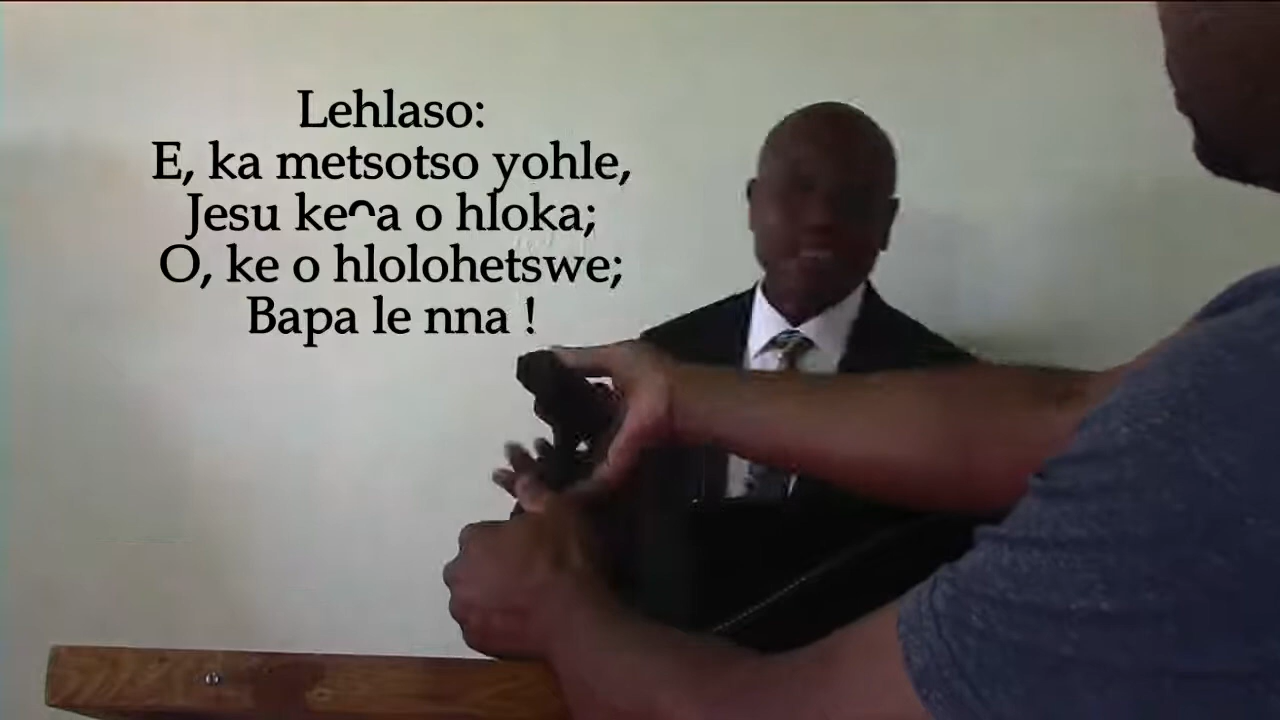 Lehlaso:
E, ka metsotso yohle,
Jesu a o hloka;
O, ke o hlolohetswe;
Bapa le nna !